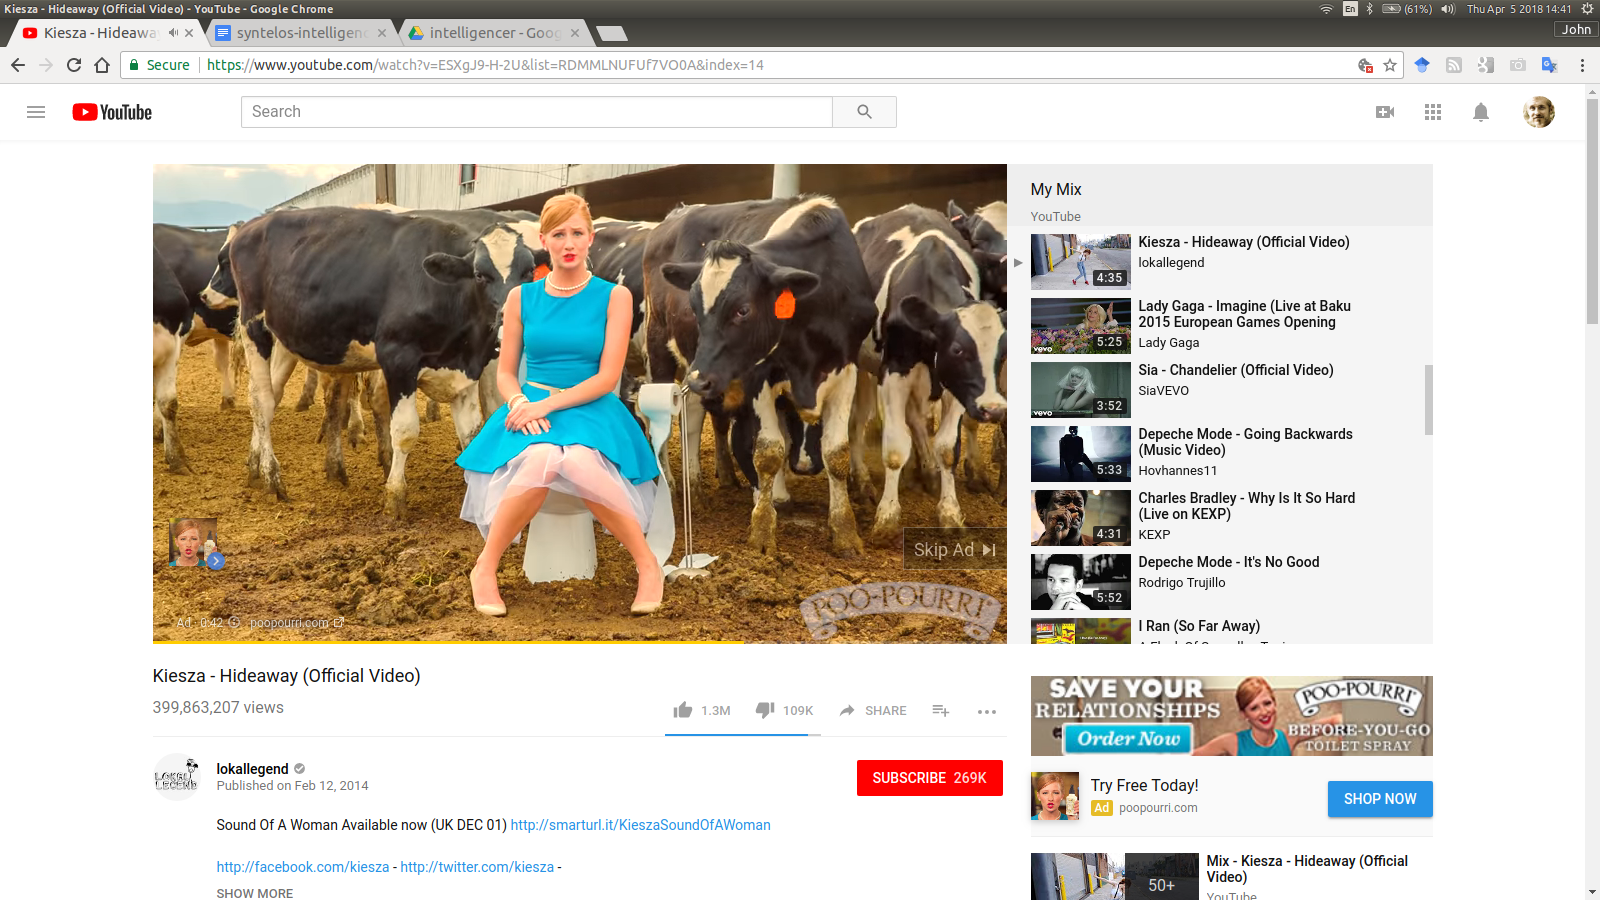 Kiesza - Hideaway (Official Video) - YouTube - Google Chrome
En
(61%)
Thu Apr 5 2018 14:41
Kiesza - Hideawa
syntelos-intelligenc
intelligencer - Goog
John
Secure
https://www.youtube.com/watch?v=ESXgJ9-H-2U&list=RDMMLNUFUf7VO0A&index=14
YouTube
Search
Skip Ad
Ad · 0:42
poopourri.com
POO~POURRI
My Mix
YouTube
Kiesza - Hideaway (Official Video)
lokallegend
4:35
Lady Gaga - Imagine (Live at Baku
2015 European Games Opening
Lady Gaga
vevo
5:25
Sia - Chandelier (Official Video)
SiaVEVO
vevo
3:52
Depeche Mode - Going Backwards
(Music Video)
Hovhannes11
5:33
Charles Bradley - Why Is It So Hard
(Live on KEXP)
KEXP
4:31
Depeche Mode - It's No Good
Rodrigo Trujillo
5:52
I Ran (So Far Away)
Kiesza - Hideaway (Official Video)
399,863,207 views
1.3M
109K
SHARE
LOKAL
LEGEND
lokallegend
Published on Feb 12, 2014
SUBSCRIBE 269K
Sound Of A Woman Available now (UK DEC 01) http://smarturl.it/KieszaSoundOfAWoman
http://facebook.com/kiesza - http://twitter.com/kiesza -
SHOW MORE
SAVE YOUR
RELATIONSHIPS
Order Now
POO~POURRI
BEFORE-YOU-GO
TOILET SPRAY
Try Free Today!
Ad poopourri.com
SHOP NOW
50+
Mix - Kiesza - Hideaway (Official
Video)
YouTube